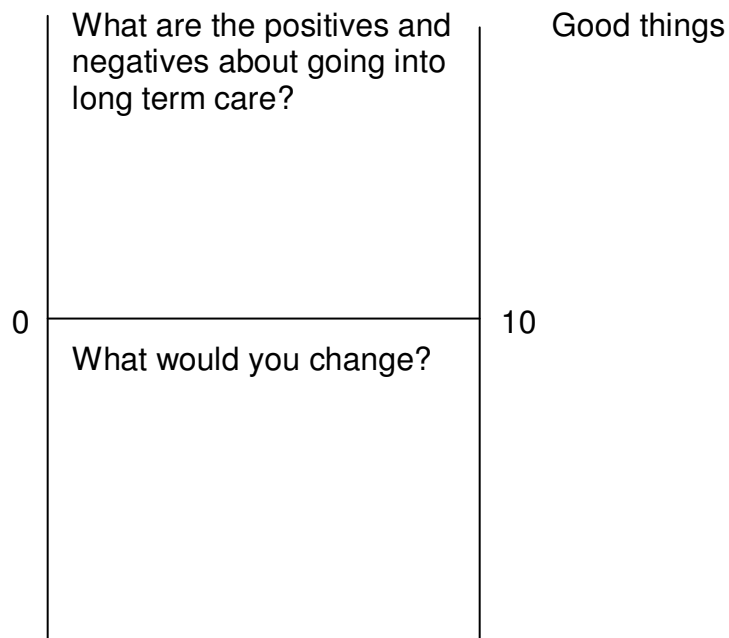 What are the positives and
negatives about going into
long term care?
Good things
0
10
What would you change?